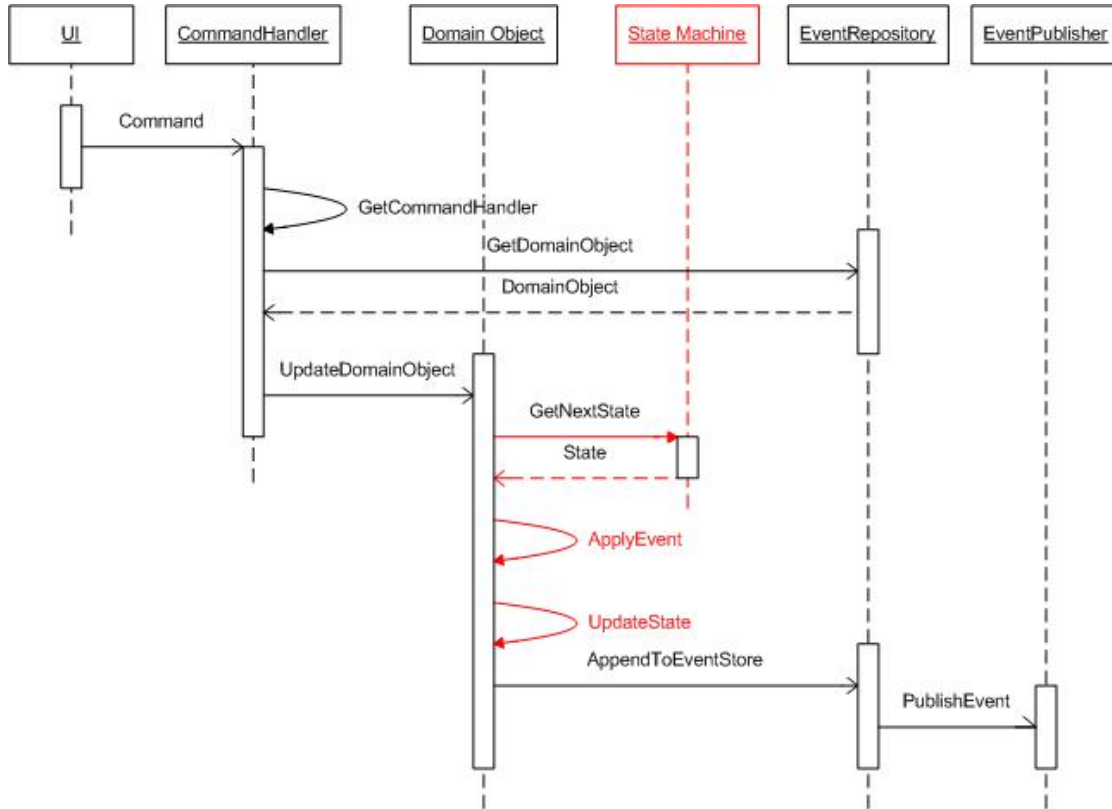 UI
CommandHandler
Domain Object
State Machine
EventRepository
EventPublisher
Command
GetCommandHandler
GetDomainObject
DomainObject
UpdateDomainObject
GetNextState
State
ApplyEvent
UpdateState
AppendToEventStore
PublishEvent